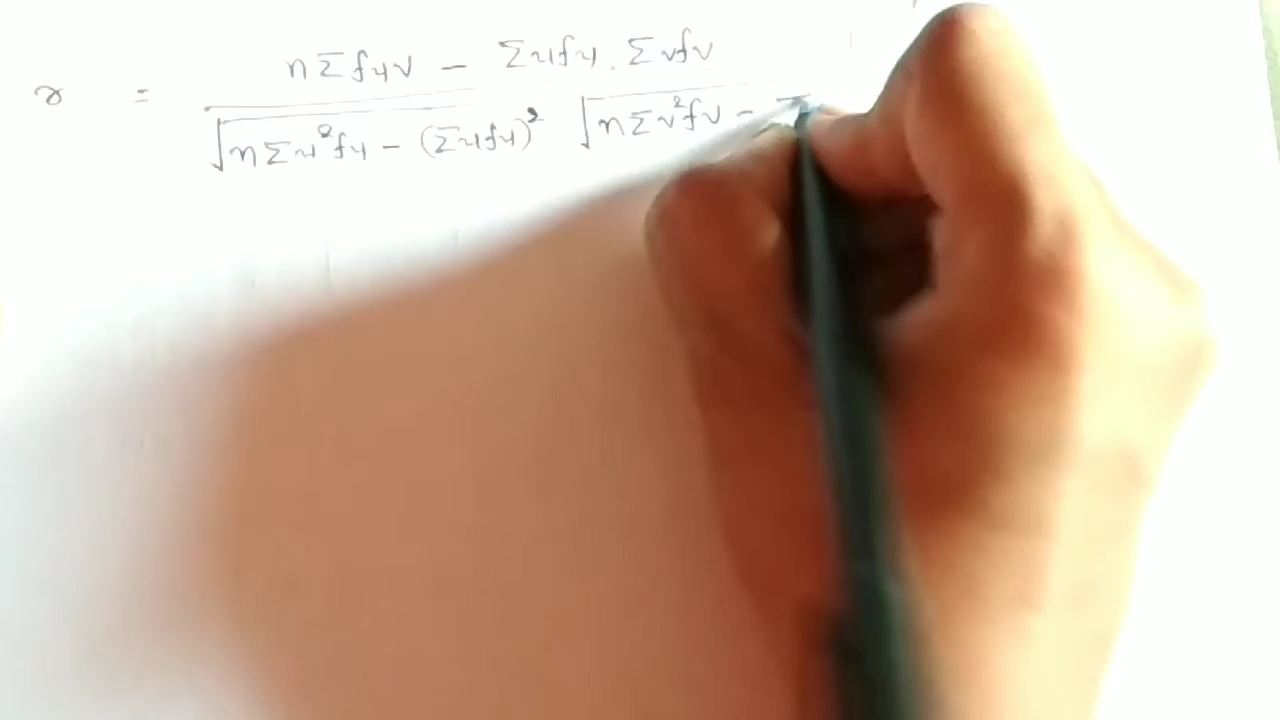 r = nΣfuv - Σufu . Σvfv
√nΣu²fu - (Σufu)² √nΣv²fv -